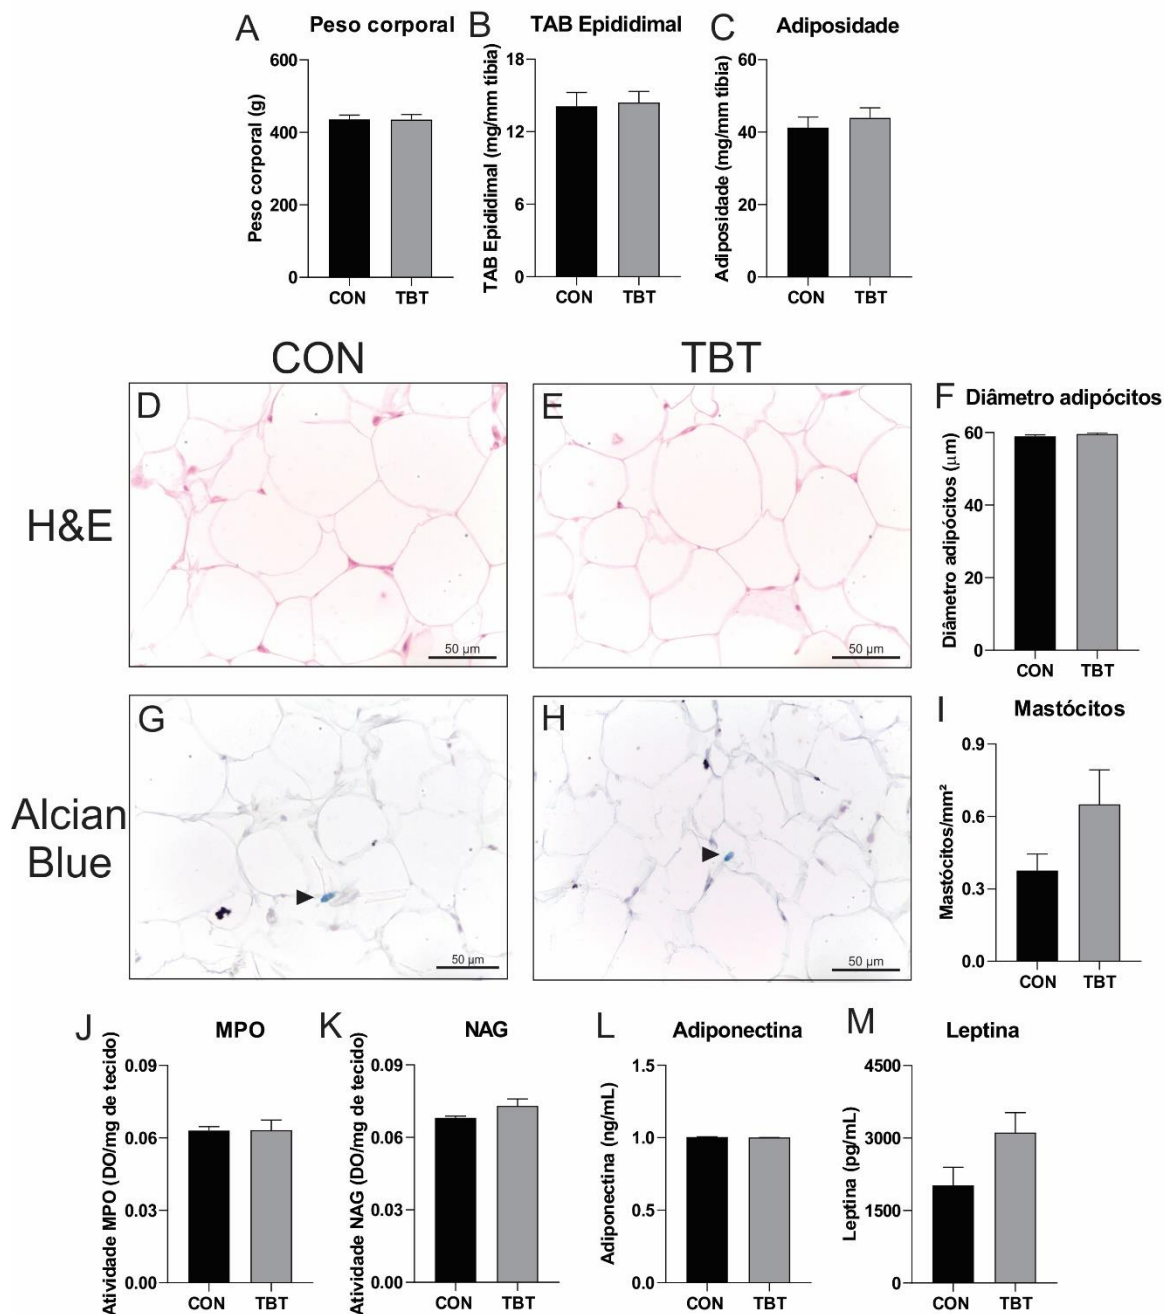 A
Peso corporal
Peso corporal (g)
600
400
200
0
CON
TBT
B
TAB Epididimal
TAB Epididimal (mg/mm tíbia)
18
12
6
0
CON
TBT
C
Adiposidade
Adiposidade (mg/mm tíbia)
60
40
20
0
CON
TBT
CON
TBT
H&E
D
50 µm
E
50 µm
F
Diâmetro adipócitos
Diâmetro adipócitos (µm)
60
40
20
0
CON
TBT
Alcian
Blue
G
50 µm
H
50 µm
I
Mastócitos
Mastócitos/mm²
0.9
0.6
0.3
0.0
CON
TBT
J
MPO
Atividade MPO (DO/mg de tecido)
0.09
0.06
0.03
0.00
CON
TBT
K
NAG
Atividade NAG (DO/mg de tecido)
0.09
0.06
0.03
0.00
CON
TBT
L
Adiponectina
Adiponectina (ng/mL)
1.5
1.0
0.5
0.0
CON
TBT
M
Leptina
Leptina (pg/mL)
4500
3000
1500
0
CON
TBT